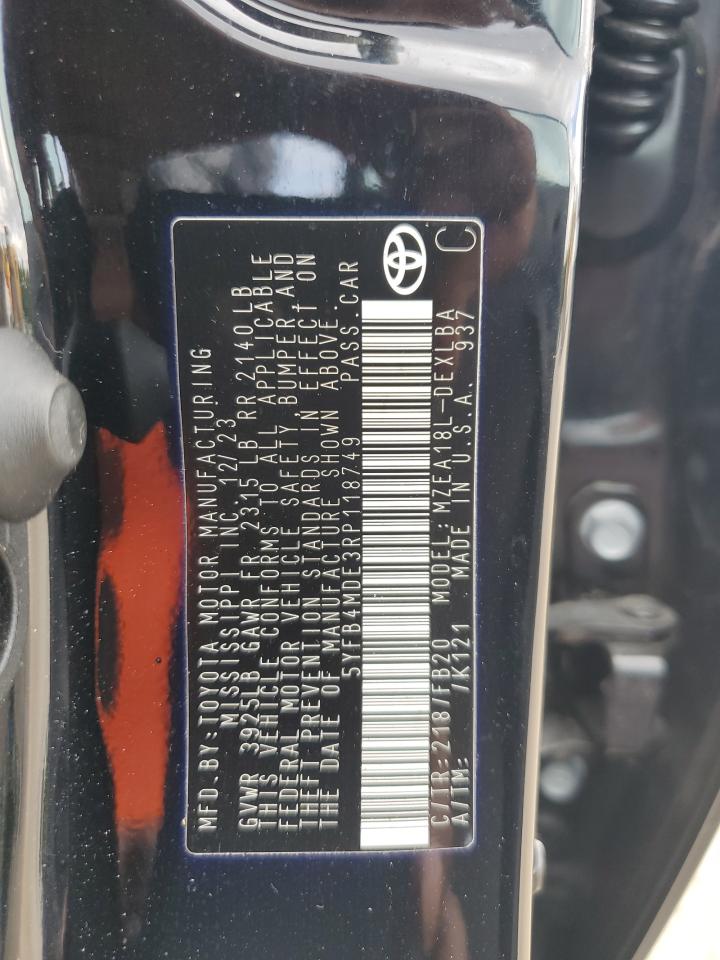 MFD. BY: TOYOTA MOTOR MANUFACTURING
MISSISSIPPI INC. 12/23
GVWR 3925LB GAWR FR 2315 LB RR 2140 LB
THIS VEHICLE CONFORMS TO ALL APPLICABLE
FEDERAL MOTOR VEHICLE SAFETY, BUMPER AND
THEFT PREVENTION STANDARDS IN EFFECT ON
THE DATE OF MANUFACTURE SHOWN ABOVE.
5YFB4MDE3RP118749 PASS. CAR
C/TR: 218/FB20 MODEL: MZEA18L-DEXLBA
A/TM: /K121 MADE IN U.S.A. 937
C